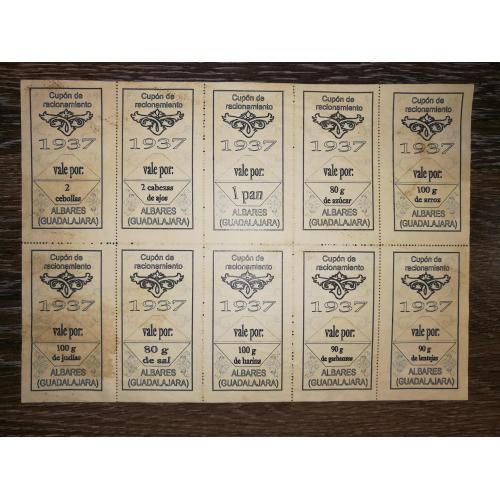 Cupón de
racionamiento
1937
vale por:
2
cebollas
ALBARES
(GUADALAJARA)
Cupón de
racionamiento
1937
vale por:
2 cabezas
de ajos
ALBARES
(GUADALAJARA)
Cupón de
racionamiento
1937
vale por:
1 pan
ALBARES
(GUADALAJARA)
Cupón de
racionamiento
1937
vale por:
80 g
de azúcar
ALBARES
(GUADALAJARA)
Cupón de
racionamiento
1937
vale por:
100 g
de arroz
ALBARES
(GUADALAJARA)
Cupón de
racionamiento
1937
vale por:
100 g
de judías
ALBARES
(GUADALAJARA)
Cupón de
racionamiento
1937
vale por:
80 g
de sal
ALBARES
(GUADALAJARA)
Cupón de
racionamiento
1937
vale por:
100 g
de harina
ALBARES
(GUADALAJARA)
Cupón de
racionamiento
1937
vale por:
90 g
de garbanzos
ALBARES
(GUADALAJARA)
Cupón de
racionamiento
1937
vale por:
90 g
de lentejas
ALBARES
(GUADALAJARA)